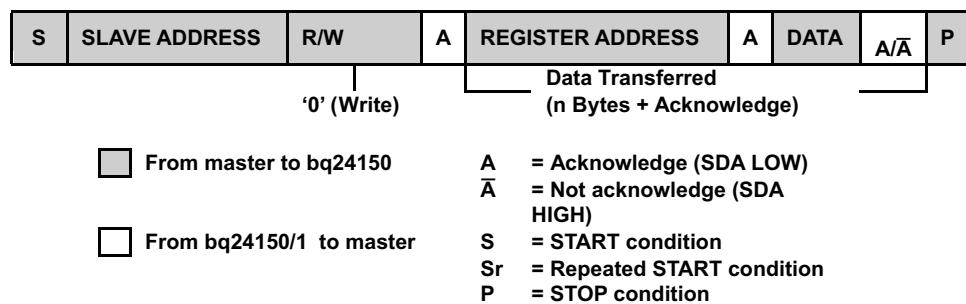 S SLAVE ADDRESS R/W A REGISTER ADDRESS A DATA A/A̅ P
‘0’ (Write)
Data Transferred
(n Bytes + Acknowledge)
From master to bq24150
From bq24150/1 to master
A = Acknowledge (SDA LOW)
A̅ = Not acknowledge (SDA
HIGH)
S = START condition
Sr = Repeated START condition
P = STOP condition